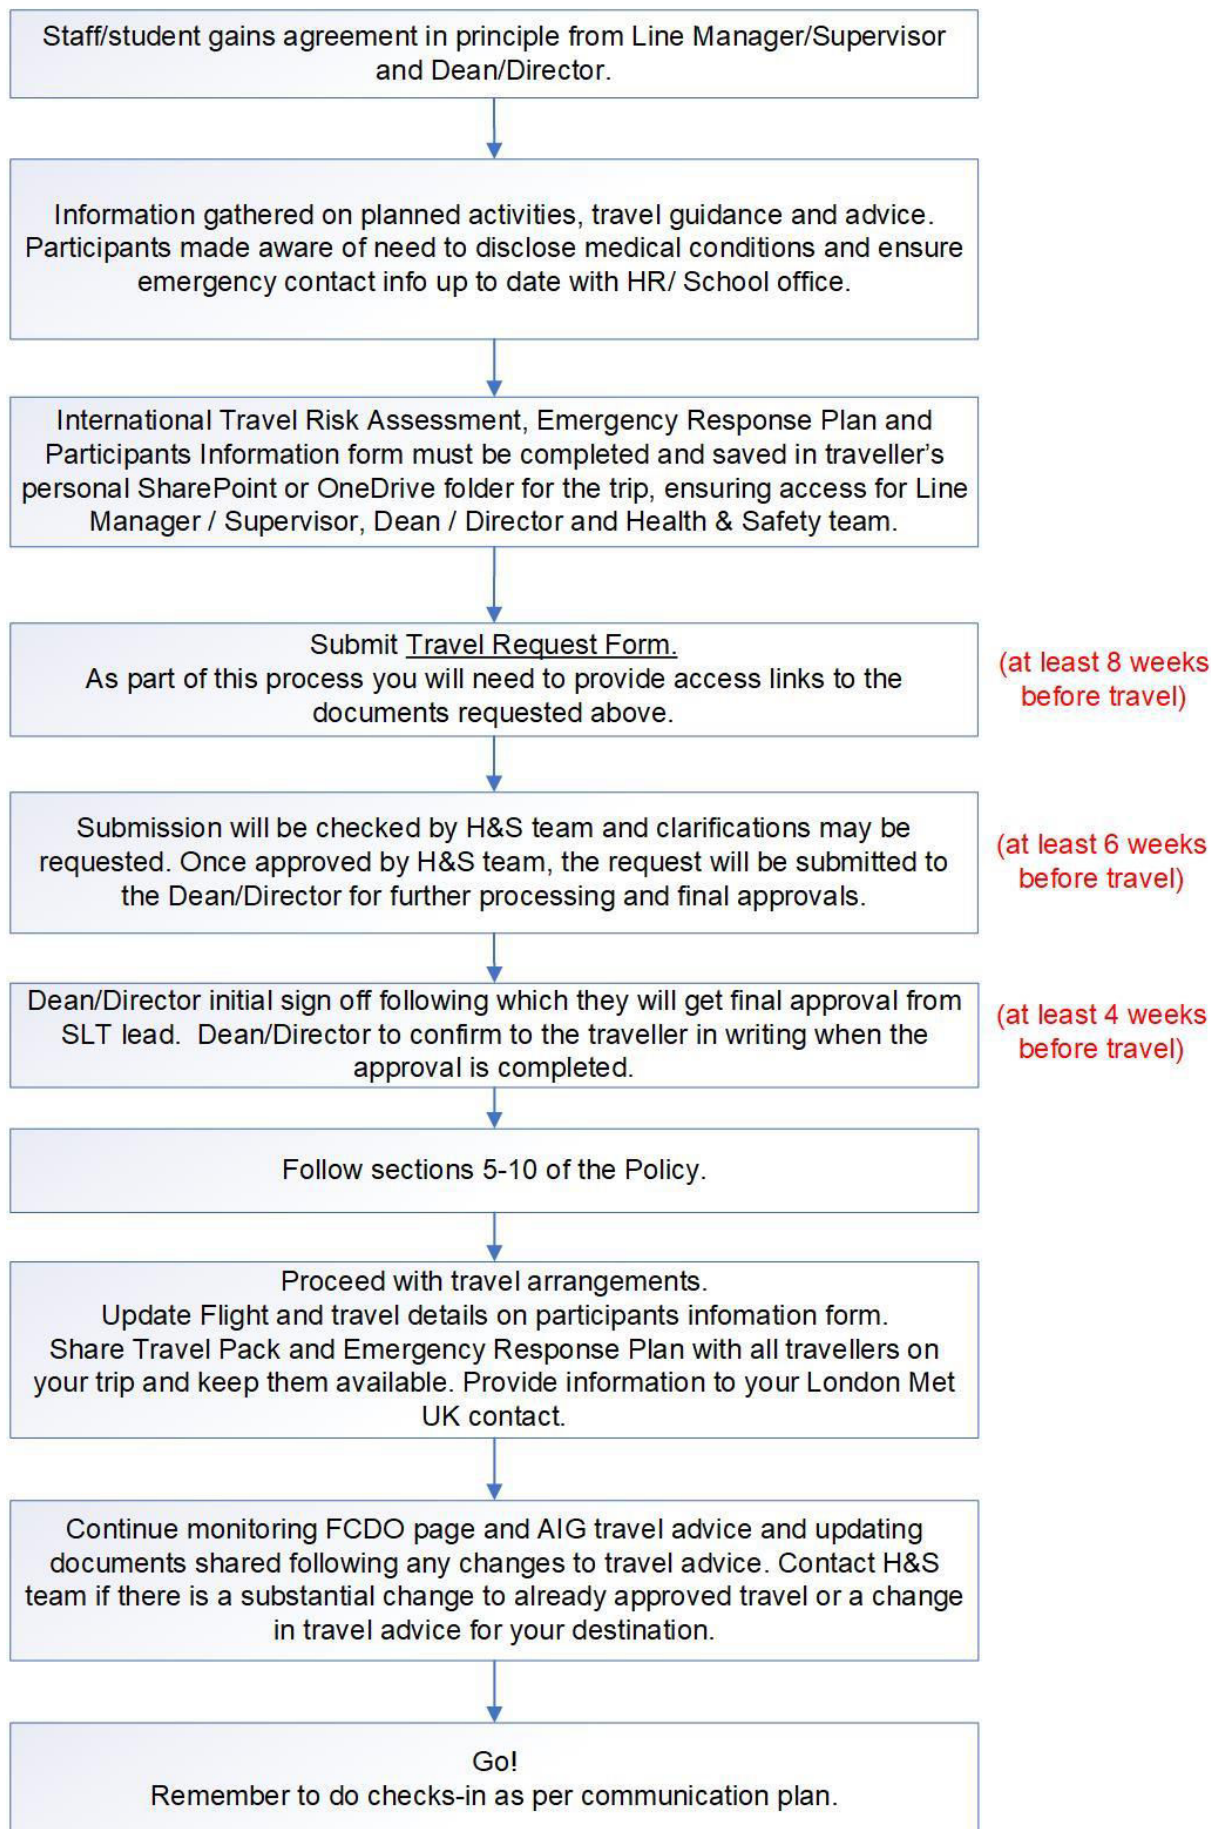 Staff/student gains agreement in principle from Line Manager/Supervisor
and Dean/Director.
Information gathered on planned activities, travel guidance and advice.
Participants made aware of need to disclose medical conditions and ensure
emergency contact info up to date with HR/ School office.
International Travel Risk Assessment, Emergency Response Plan and
Participants Information form must be completed and saved in traveller’s
personal SharePoint or OneDrive folder for the trip, ensuring access for Line
Manager / Supervisor, Dean / Director and Health & Safety team.
Submit Travel Request Form.
As part of this process you will need to provide access links to the
documents requested above.
(at least 8 weeks
before travel)
Submission will be checked by H&S team and clarifications may be
requested. Once approved by H&S team, the request will be submitted to
the Dean/Director for further processing and final approvals.
(at least 6 weeks
before travel)
Dean/Director initial sign off following which they will get final approval from
SLT lead.  Dean/Director to confirm to the traveller in writing when the
approval is completed.
(at least 4 weeks
before travel)
Follow sections 5-10 of the Policy.
Proceed with travel arrangements.
Update Flight and travel details on participants infomation form.
Share Travel Pack and Emergency Response Plan with all travellers on
your trip and keep them available. Provide information to your London Met
UK contact.
Continue monitoring FCDO page and AIG travel advice and updating
documents shared following any changes to travel advice. Contact H&S
team if there is a substantial change to already approved travel or a change
in travel advice for your destination.
Go!
Remember to do checks-in as per communication plan.